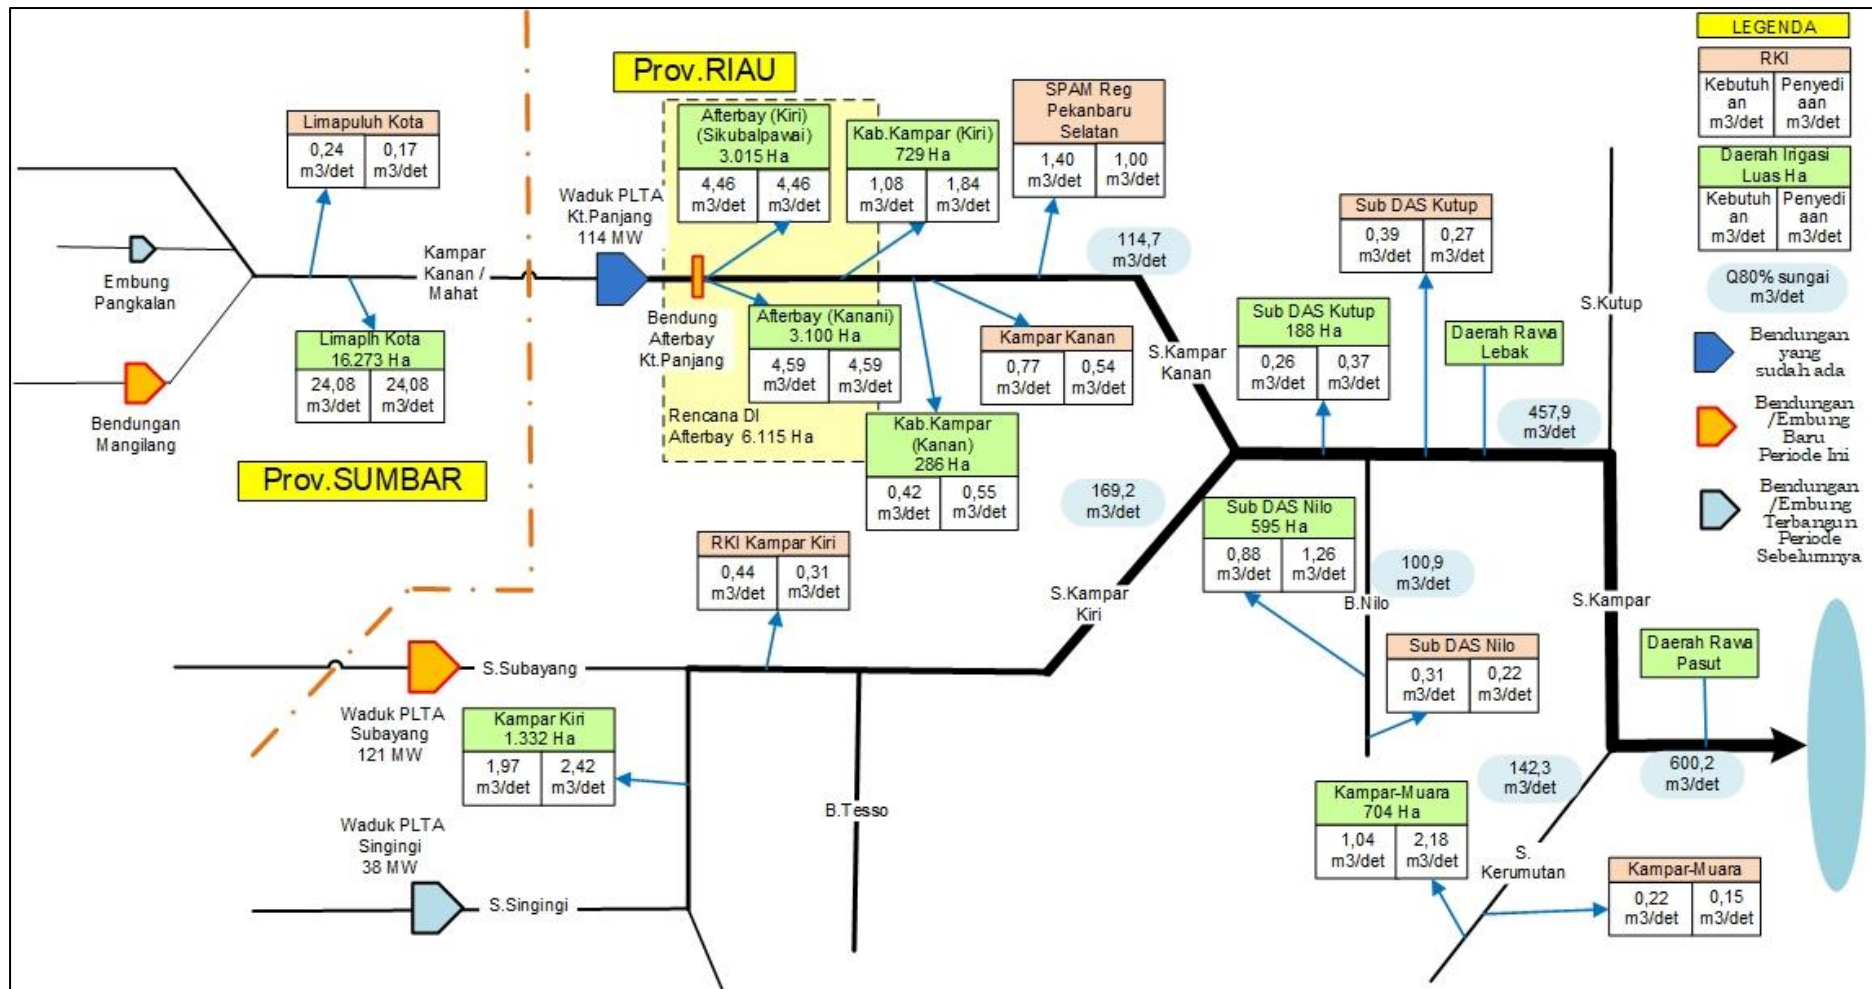 Prov.RIAU
Prov.SUMBAR
Limapuluh Kota
0,24
m3/det
0,17
m3/det
Embung
Pangkalan
Bendungan
Mangilang
Kampar
Kanan /
Mahat
Limaplh Kota
16.273 Ha
24,08
m3/det
24,08
m3/det
Waduk PLTA
Kt.Panjang
114 MW
Afterbay (Kiri)
(Sikubalpawai)
3.015 Ha
4,46
m3/det
4,46
m3/det
Bendung
Afterbay
Kt.Panjang
Afterbay (Kanani)
3.100 Ha
4,59
m3/det
4,59
m3/det
Rencana DI
Afterbay 6.115 Ha
Kab.Kampar (Kiri)
729 Ha
1,08
m3/det
1,84
m3/det
Kab.Kampar
(Kanan)
286 Ha
0,42
m3/det
0,55
m3/det
SPAM Reg
Pekanbaru
Selatan
1,40
m3/det
1,00
m3/det
Kampar Kanan
0,77
m3/det
0,54
m3/det
114,7
m3/det
S.Kampar
Kanan
169,2
m3/det
S.Kampar
Kiri
Sub DAS Kutup
0,39
m3/det
0,27
m3/det
Sub DAS Kutup
188 Ha
0,26
m3/det
0,37
m3/det
Daerah Rawa
Lebak
457,9
m3/det
S.Kutup
Sub DAS Nilo
595 Ha
0,88
m3/det
1,26
m3/det
100,9
m3/det
B.Nilo
Sub DAS Nilo
0,31
m3/det
0,22
m3/det
S.Kampar
Daerah Rawa
Pasut
600,2
m3/det
142,3
m3/det
Kampar-Muara
704 Ha
1,04
m3/det
2,18
m3/det
S.
Kerumutan
Kampar-Muara
0,22
m3/det
0,15
m3/det
RKI Kampar Kiri
0,44
m3/det
0,31
m3/det
S.Subayang
Waduk PLTA
Subayang
121 MW
Kampar Kiri
1.332 Ha
1,97
m3/det
2,42
m3/det
Waduk PLTA
Singingi
38 MW
S.Singingi
B.Tesso
LEGENDA
RKI
Kebutuh
an
m3/det
Penyedi
aan
m3/det
Daerah Irigasi
Luas Ha
Kebutuh
an
m3/det
Penyedi
aan
m3/det
Q80% sungai
m3/det
Bendungan
yang
sudah ada
Bendungan
/Embung
Baru
Periode Ini
Bendungan
/Embung
Terbangun
Periode
Sebelumnya